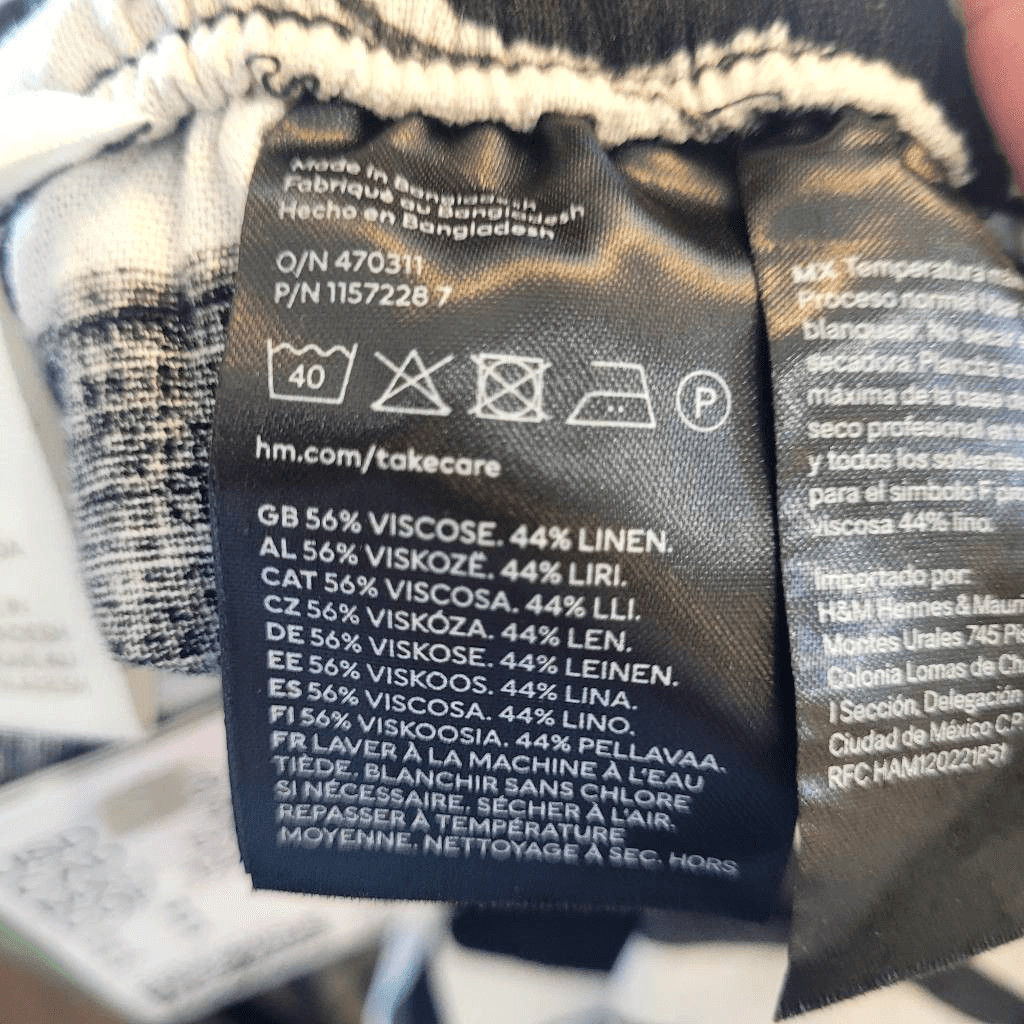 Made in Bangladesh
Fabriqué au Bangladesh
Hecho en Bangladesh
O/N 470311
P/N 1157228 7
40
P
hm.com/takecare
GB 56% VISCOSE. 44% LINEN.
AL 56% VISKOZË. 44% LIRI.
CAT 56% VISCOSA. 44% LLI.
CZ 56% VISKÓZA. 44% LEN.
DE 56% VISKOSE. 44% LEINEN.
EE 56% VISKOOS. 44% LINA.
ES 56% VISCOSA. 44% LINO.
FI 56% VISKOOSIA. 44% PELLAVAA.
FR LAVER À LA MACHINE À L'EAU
TIÈDE. BLANCHIR SANS CHLORE
SI NÉCESSAIRE. SÉCHER À L'AIR.
REPASSER À TEMPÉRATURE
MOYENNE. NETTOYAGE À SEC. HORS
MX Temperatura
Proceso normal
blanquear. No secar
secadora Plancha
máxima de la base
seco profesional en
y todos los solventes
para el símbolo F
viscosa 44% lino.
Importado por:
H&M Hennes &
Montes Urales 745
Colonia Lomas de
I Sección, Delegación
Ciudad de México C.P
RFC HAM120221P51